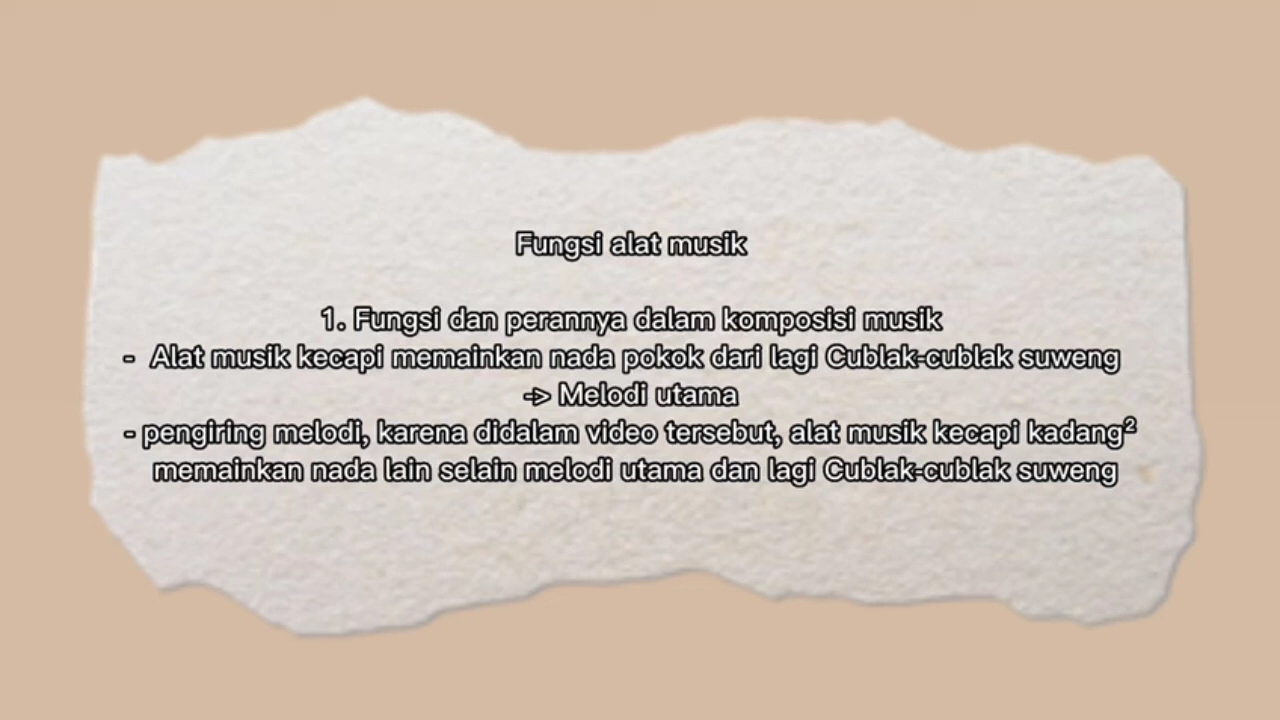 Fungsi alat musik
1. Fungsi dan perannya dalam komposisi musik
- Alat musik kecapi memainkan nada pokok dari lagi Cublak-cublak suweng
-> Melodi utama
- pengiring melodi, karena didalam video tersebut, alat musik kecapi kadang²
memainkan nada lain selain melodi utama dan lagi Cublak-cublak suweng